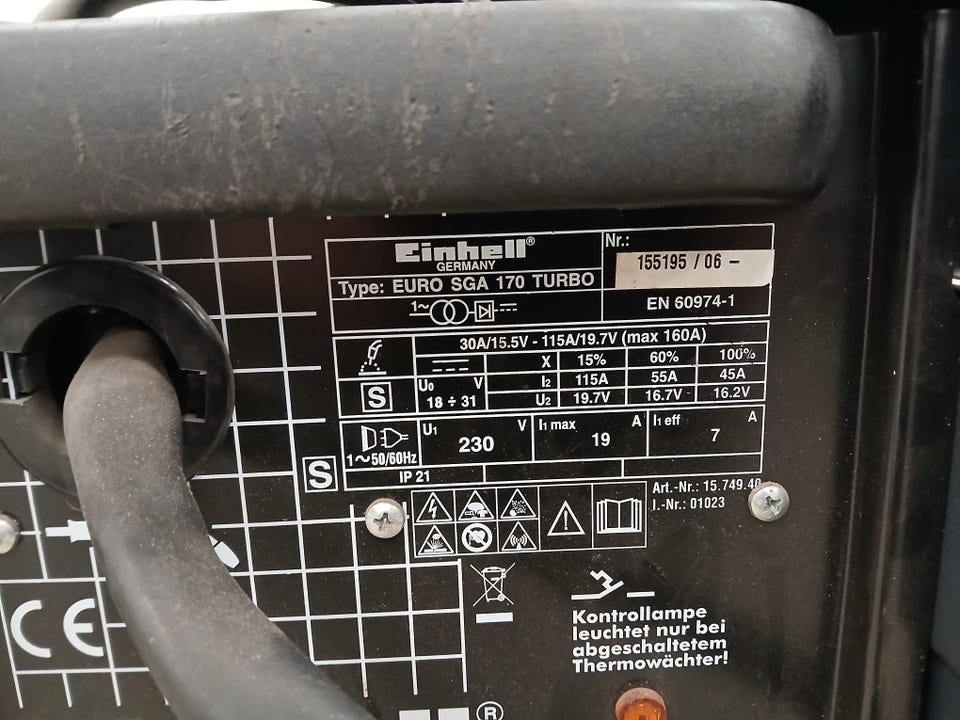 Einhell®
GERMANY
Nr.:
155195 / 06 –
Type: EURO SGA 170 TURBO
EN 60974-1
1~
30A/15.5V - 115A/19.7V (max 160A)
X 15% 60% 100%
S
U₀ V
18 ÷ 31
I₂ 115A 55A 45A
U₂ 19.7V 16.7V 16.2V
1~50/60Hz
U₁ V
230
I₁ max A
19
I₁ eff A
7
S
IP 21
Art.-Nr.: 15.749.40
I.-Nr.: 01023
CE
Kontrollampe
leuchtet nur bei
abgeschaltetem
Thermowächter!
®